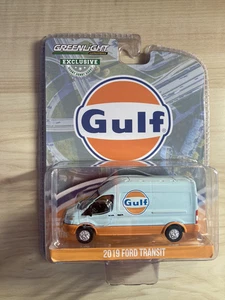 GREENLIGHT
EXCLUSIVE
Gulf
Gulf
2019 FORD TRANSIT